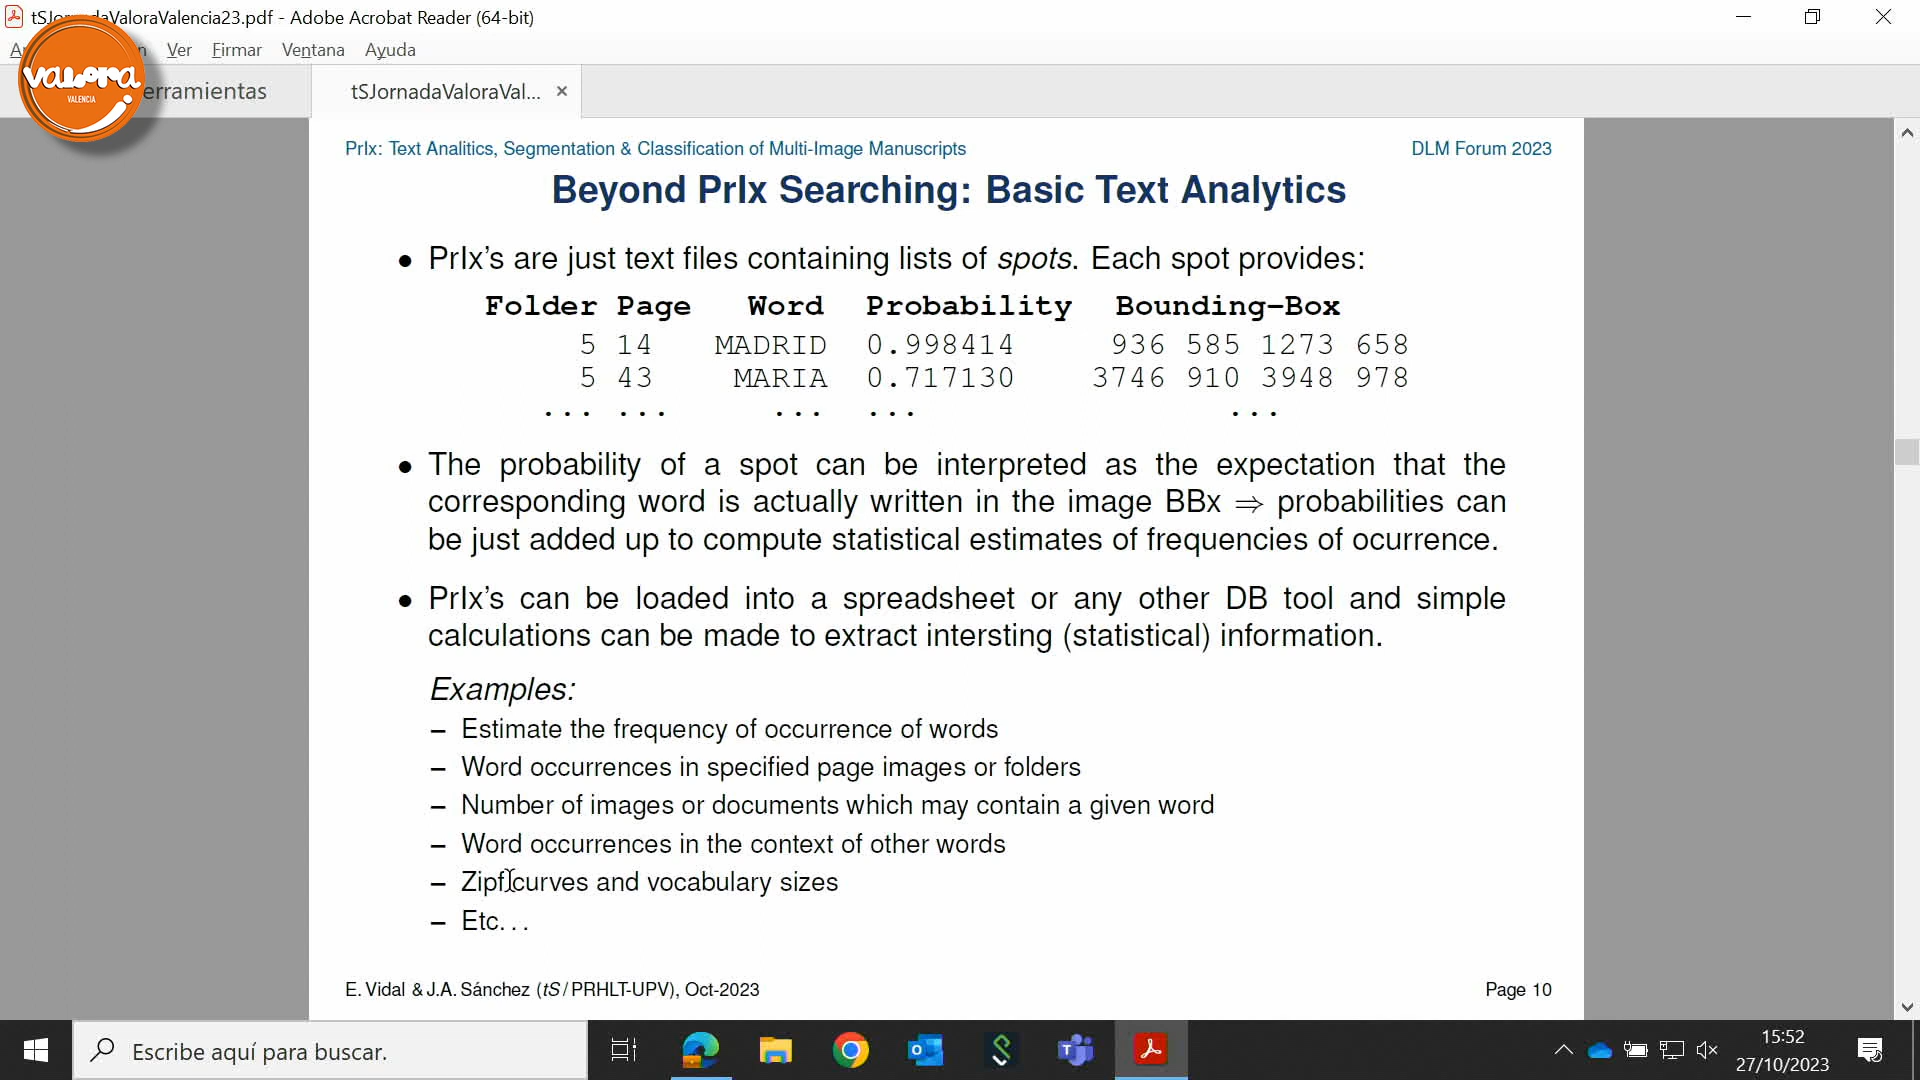 tSJornadaValoraValencia23.pdf - Adobe Acrobat Reader (64-bit)
Ver Firmar Ventana Ayuda
valora
VALENCIA
erramientas
tSJornadaValoraVal... ×
PrIx: Text Analitics, Segmentation & Classification of Multi-Image Manuscripts
DLM Forum 2023
Beyond PrIx Searching: Basic Text Analytics
• PrIx's are just text files containing lists of spots. Each spot provides:
Folder Page Word Probability Bounding-Box
5 14 MADRID 0.998414 936 585 1273 658
5 43 MARIA 0.717130 3746 910 3948 978
... ... ... ... ...
• The probability of a spot can be interpreted as the expectation that the
corresponding word is actually written in the image BBx ⇒ probabilities can
be just added up to compute statistical estimates of frequencies of ocurrence.
• PrIx's can be loaded into a spreadsheet or any other DB tool and simple
calculations can be made to extract intersting (statistical) information.
Examples:
– Estimate the frequency of occurrence of words
– Word occurrences in specified page images or folders
– Number of images or documents which may contain a given word
– Word occurrences in the context of other words
– Zipf curves and vocabulary sizes
– Etc...
E. Vidal & J.A. Sánchez (tS/PRHLT-UPV), Oct-2023
Page 10
Escribe aquí para buscar.
15:52
27/10/2023